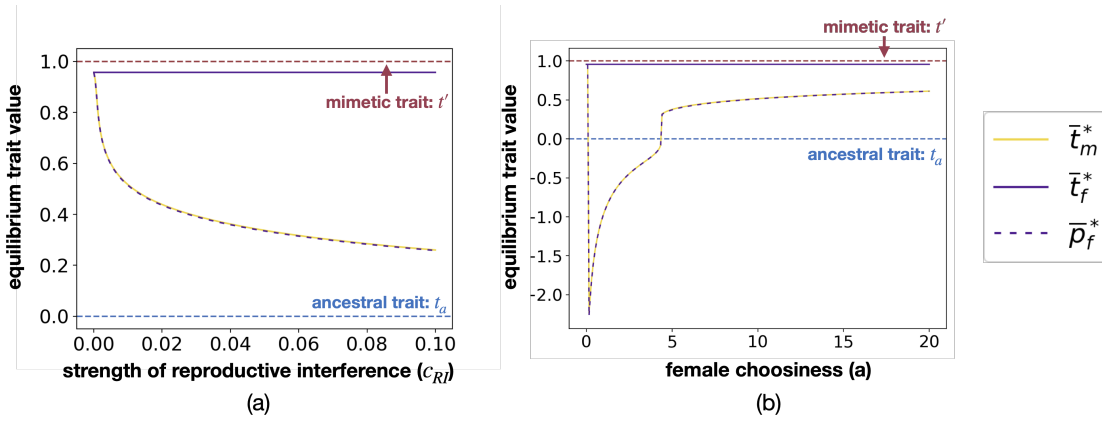 mimetic trait: t′
1.0
mimetic trait: t′
0.8
0.6
0.4
0.2
ancestral trait: tₐ
0.0
equilibrium trait value
0.00 0.02 0.04 0.06 0.08 0.10
strength of reproductive interference (c_RI)
(a)
1.0
0.5
0.0
ancestral trait: tₐ
-0.5
-1.0
-1.5
-2.0
equilibrium trait value
0 5 10 15 20
female choosiness (a)
(b)
t̅*ₘ
t̅*_f
p̅*_f